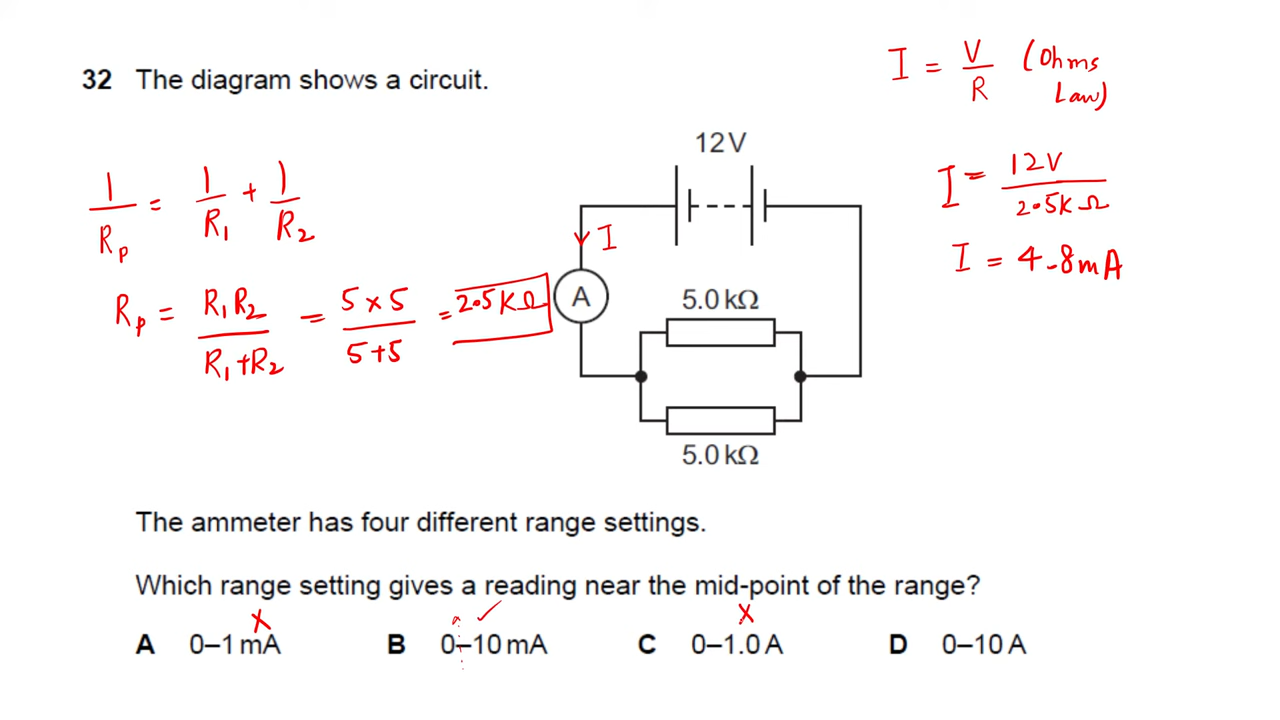 32 The diagram shows a circuit.
I = V/R (Ohms Law)
12 V
1/Rp = 1/R1 + 1/R2
I = 12V / 2.5kΩ
I
I = 4.8mA
A
5.0 kΩ
Rp = R1R2 / R1+R2 = 5 x 5 / 5+5 = 2.5kΩ
5.0 kΩ
The ammeter has four different range settings.
Which range setting gives a reading near the mid-point of the range?
x ✓ x
A 0–1 mA B 0–10 mA C 0–1.0 A D 0–10 A